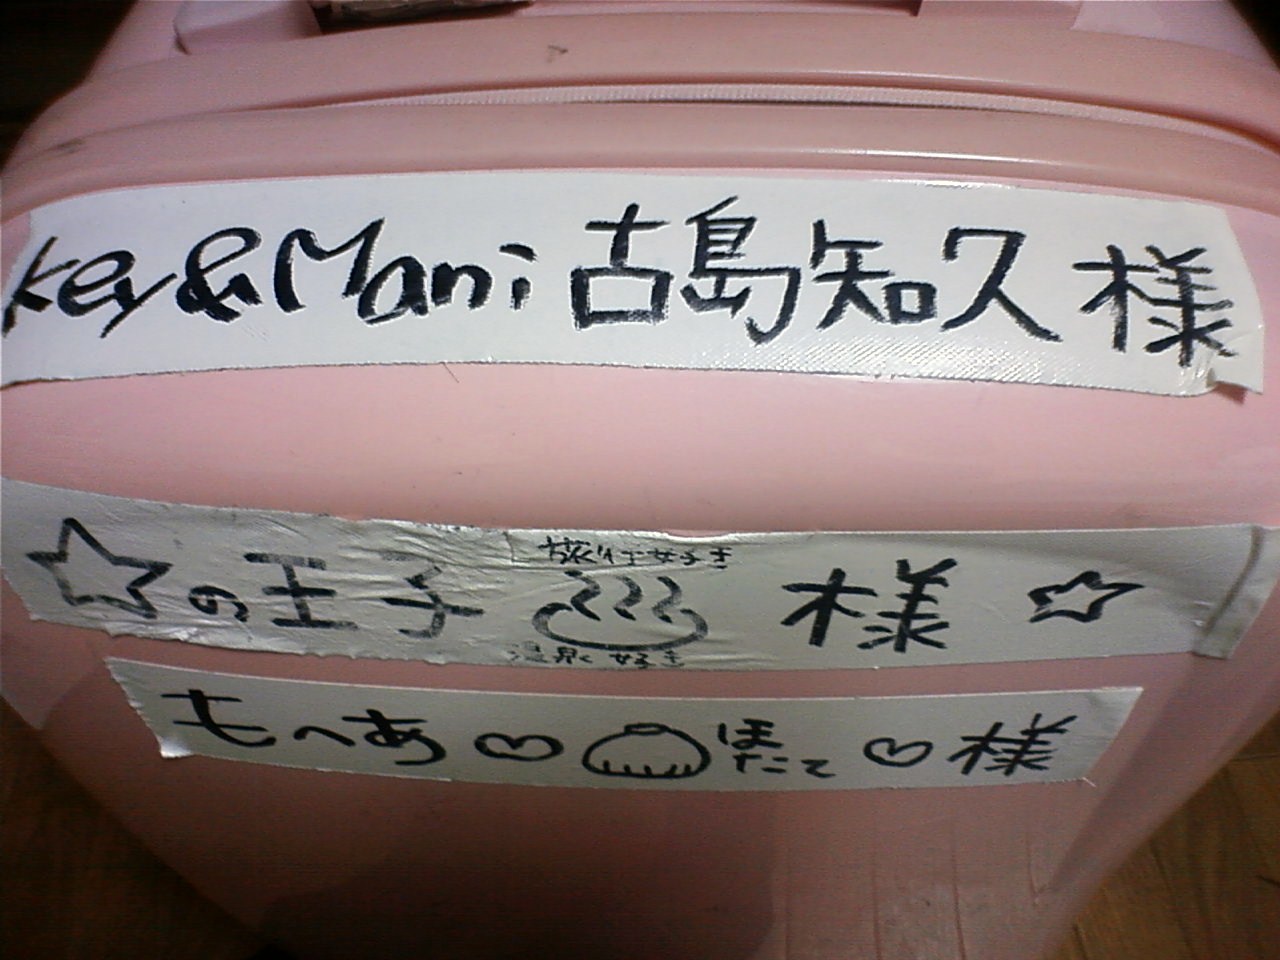 Key&Mani 古島知久 様
☆の王子 旅行好き ♨ 温泉好き 様 ☆
もへあ♡ ほたて ♡様